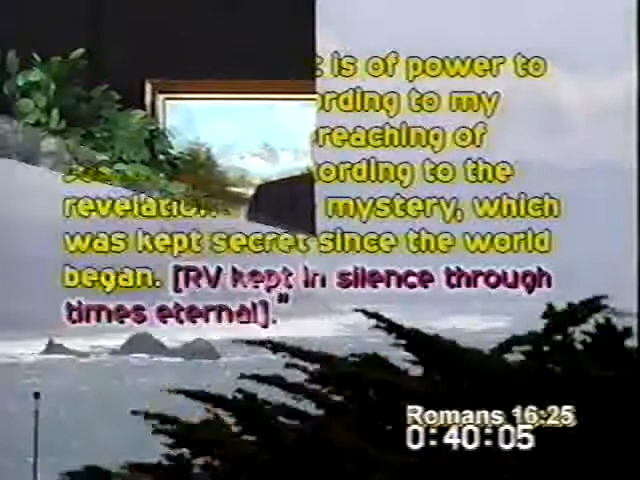 is of power to
rding to my
reaching of
ording to the
mystery, which
was kept secret since the world
began. [RV kept in silence through
times eternal]."
Romans 16:25
0:40:05